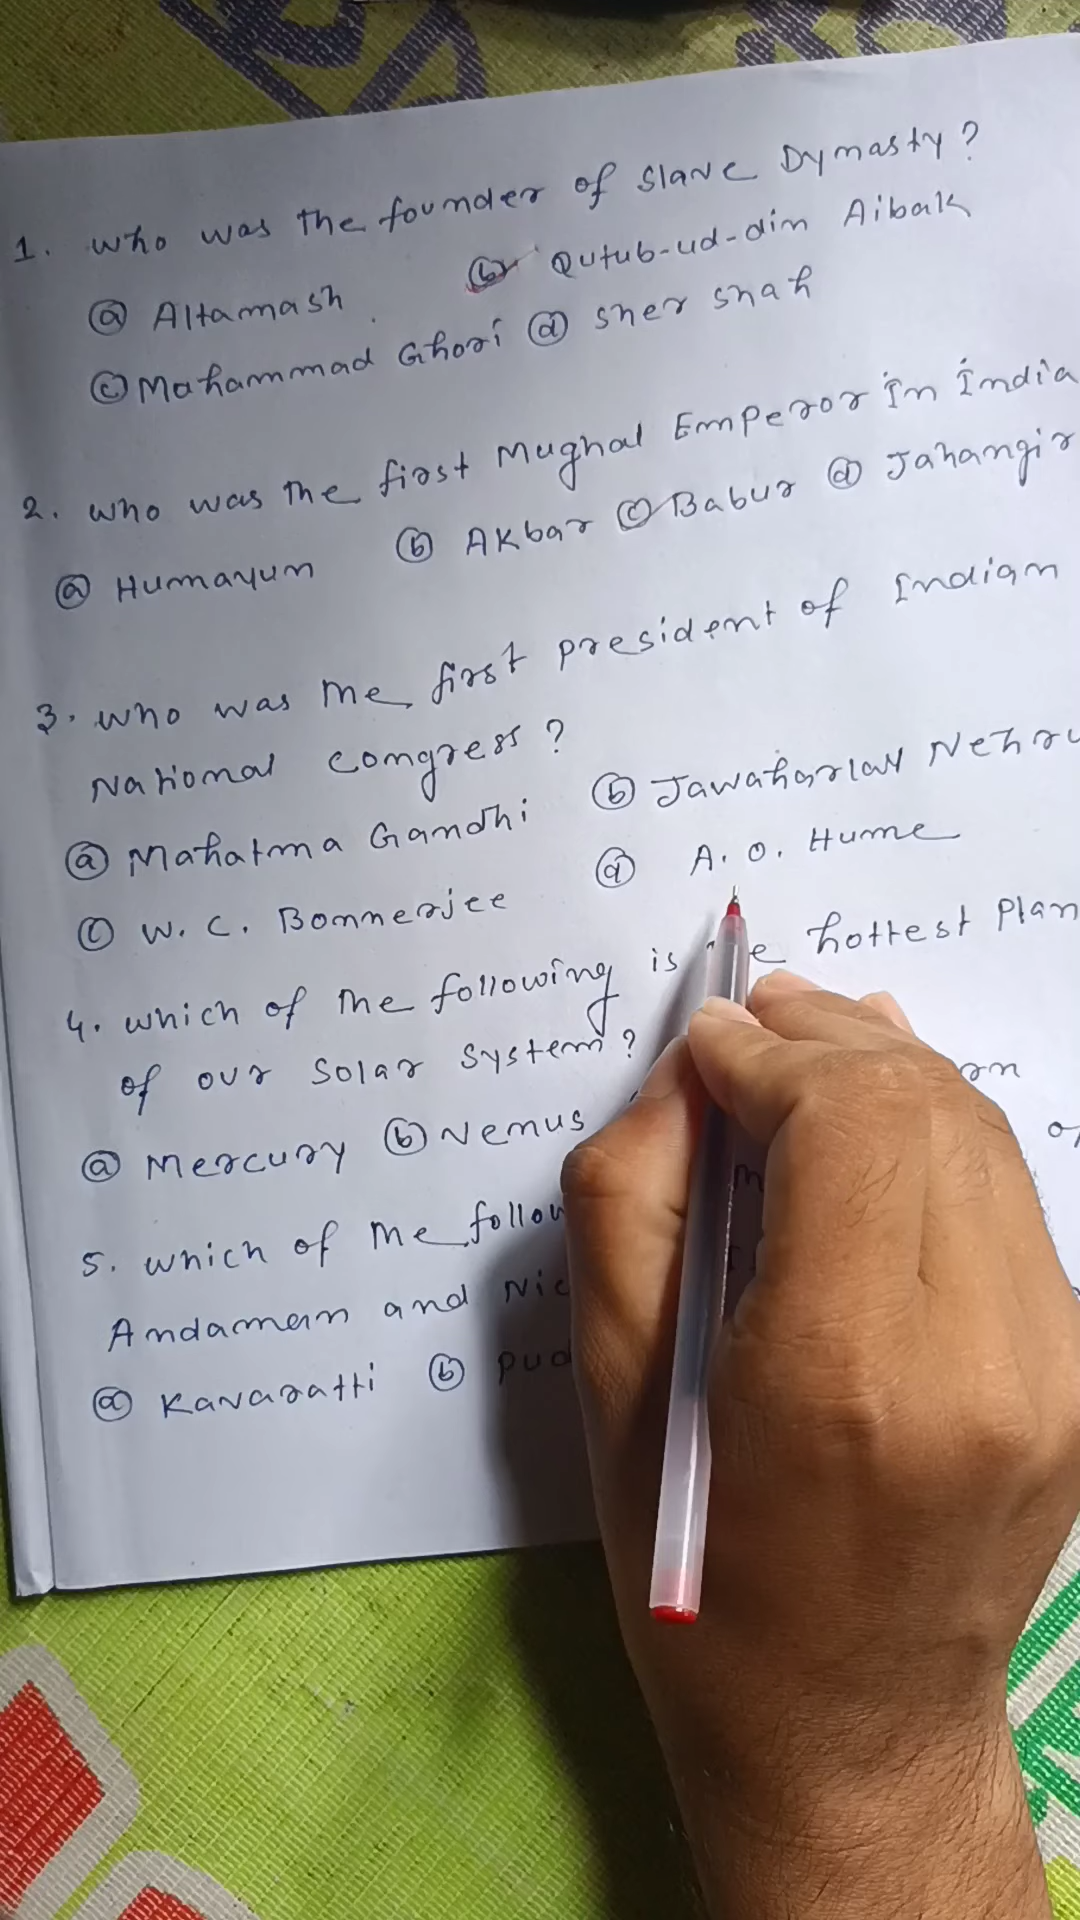 1. Who was the founder of Slave Dynasty?
ⓐ Altamash ⓑ Qutub-ud-din Aibak
ⓒ Mahammad Ghori ⓓ Sher Shah
2. Who was the first Mughal Emperor in India
ⓐ Humayun ⓑ Akbar ⓒ Babur ⓓ Jahangir
3. Who was the first president of Indian
National Congress?
ⓐ Mahatma Gandhi ⓑ Jawaharlal Nehru
ⓒ W. C. Bonnerjee ⓓ A. O. Hume
4. Which of the following is the hottest Plan
of our Solar System?
ⓐ Mercury ⓑ Venus
5. Which of the follow
Andaman and Nic
ⓐ Kavaratti ⓑ Pud